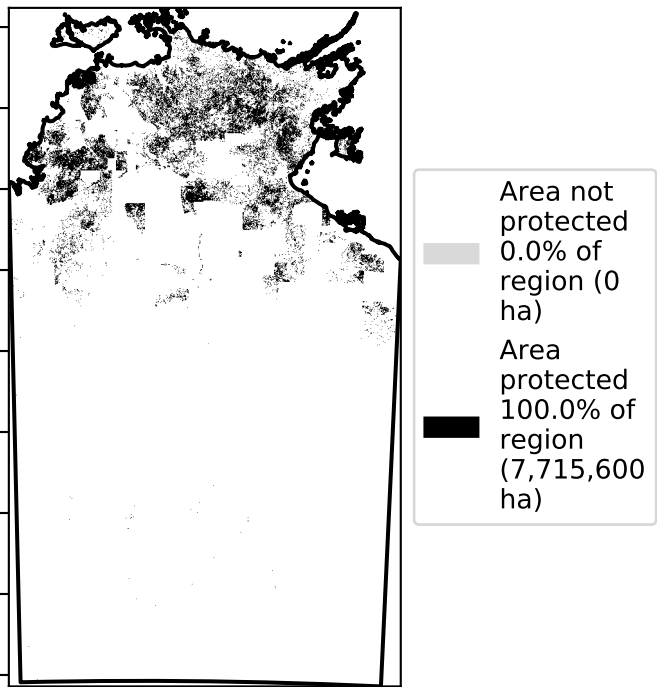 Area not
protected
0.0% of
region (0
ha)
Area
protected
100.0% of
region
(7,715,600
ha)